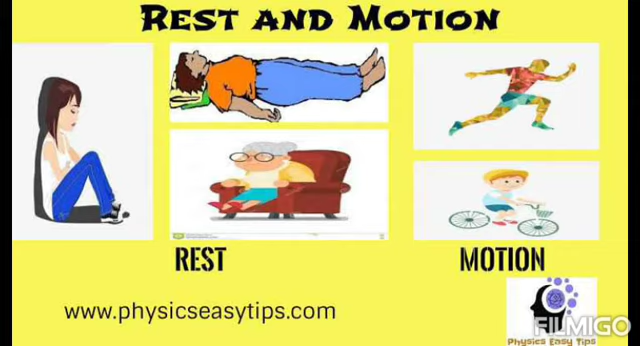 REST AND MOTION
REST
MOTION
www.physicseasytips.com
FILMIGO
Physics Easy Tips